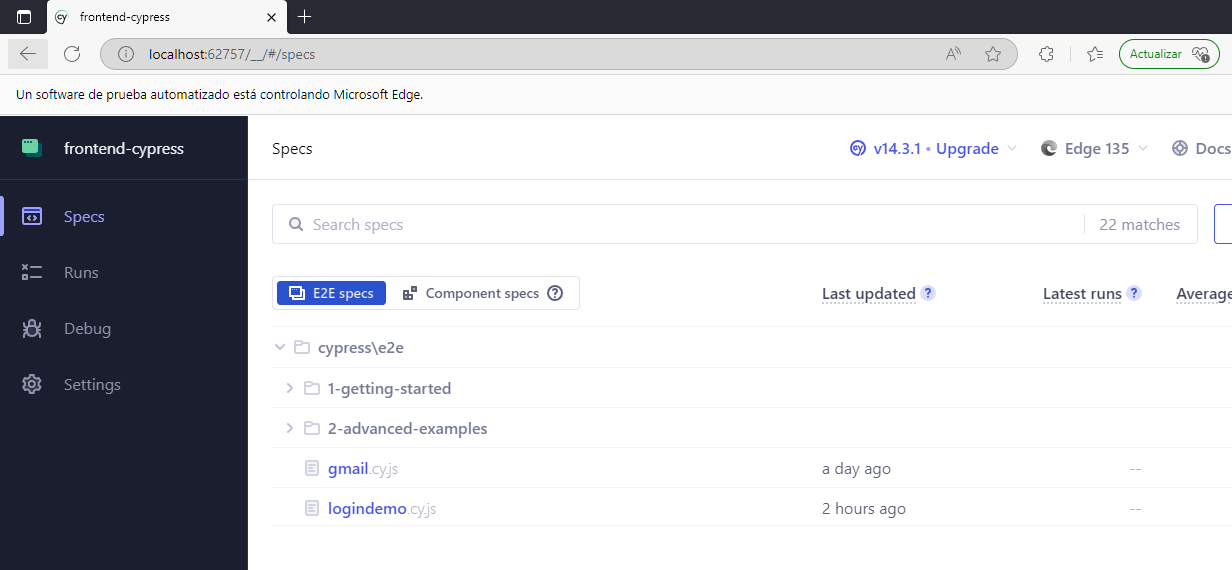 frontend-cypress
localhost:62757/__/#/specs
Actualizar
Un software de prueba automatizado está controlando Microsoft Edge.
frontend-cypress
Specs
v14.3.1 • Upgrade
Edge 135
Docs
Specs
Runs
Debug
Settings
Search specs
22 matches
E2E specs
Component specs
Last updated
Latest runs
Average
cypress\e2e
1-getting-started
2-advanced-examples
gmail.cy.js
a day ago
--
logindemo.cy.js
2 hours ago
--